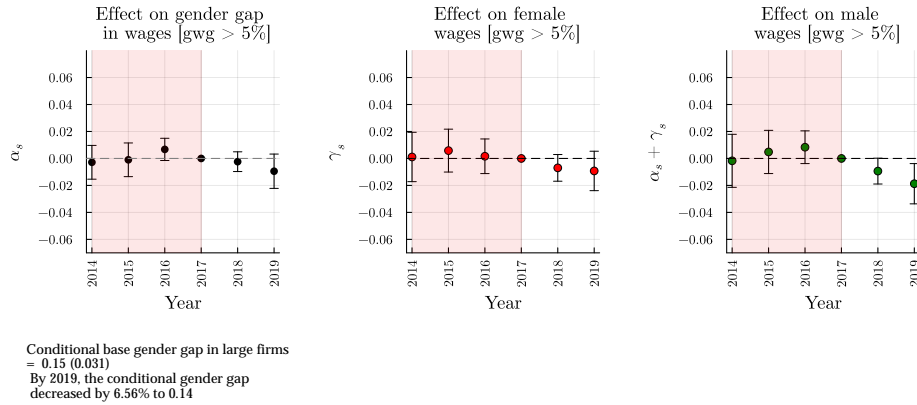 Effect on gender gap
in wages [gwg > 5%]
0.06
0.04
0.02
0.00
−0.02
−0.04
−0.06
α_s
2014
2015
2016
2017
2018
2019
Year
Effect on female
wages [gwg > 5%]
0.06
0.04
0.02
0.00
−0.02
−0.04
−0.06
γ_s
2014
2015
2016
2017
2018
2019
Year
Effect on male
wages [gwg > 5%]
0.06
0.04
0.02
0.00
−0.02
−0.04
−0.06
α_s + γ_s
2014
2015
2016
2017
2018
2019
Year
Conditional base gender gap in large firms
= 0.15 (0.031)
By 2019, the conditional gender gap
decreased by 6.56% to 0.14